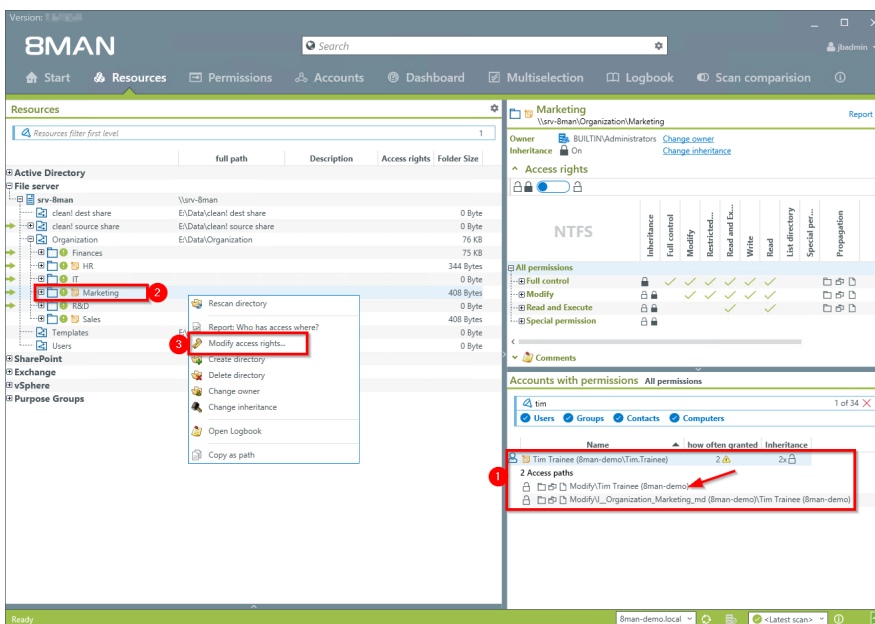 Version:
8MAN
Search
jbadmin
Start Resources Permissions Accounts Dashboard Multiselection Logbook Scan comparision
Resources
Resources filter first level 1
full path Description Access rights Folder Size
Active Directory
File server
srv-8man \\srv-8man
clean! dest share E:\Data\clean! dest share 0 Byte
clean! source share E:\Data\clean! source share 0 Byte
Organization E:\Data\Organization 76 KB
Finances 75 KB
HR 344 Bytes
IT 0 Byte
Marketing 408 Bytes
2
R&D 0 Byte
Sales 408 Bytes
Templates 0 Byte
Users 0 Byte
SharePoint
Exchange
vSphere
Purpose Groups
Rescan directory
Report: Who has access where?
3
Modify access rights...
Create directory
Delete directory
Change owner
Change inheritance
Open Logbook
Copy as path
Marketing
\\srv-8man\Organization\Marketing
Report
Owner BUILTIN\Administrators Change owner
Inheritance On Change inheritance
Access rights
NTFS
Inheritance
Full control
Modify
Restricted...
Read and Ex...
Write
Read
List directory
Special per...
Propagation
All permissions
Full control
Modify
Read and Execute
Special permission
Comments
Accounts with permissions All permissions
tim 1 of 34
Users Groups Contacts Computers
Name how often granted Inheritance
1
Tim Trainee (8man-demo\Tim.Trainee) 2 2x
2 Access paths
Modify\Tim Trainee (8man-demo)
Modify\l_Organization_Marketing_md (8man-demo)\Tim Trainee (8man-demo)
Ready 8man-demo.local <Latest scan>